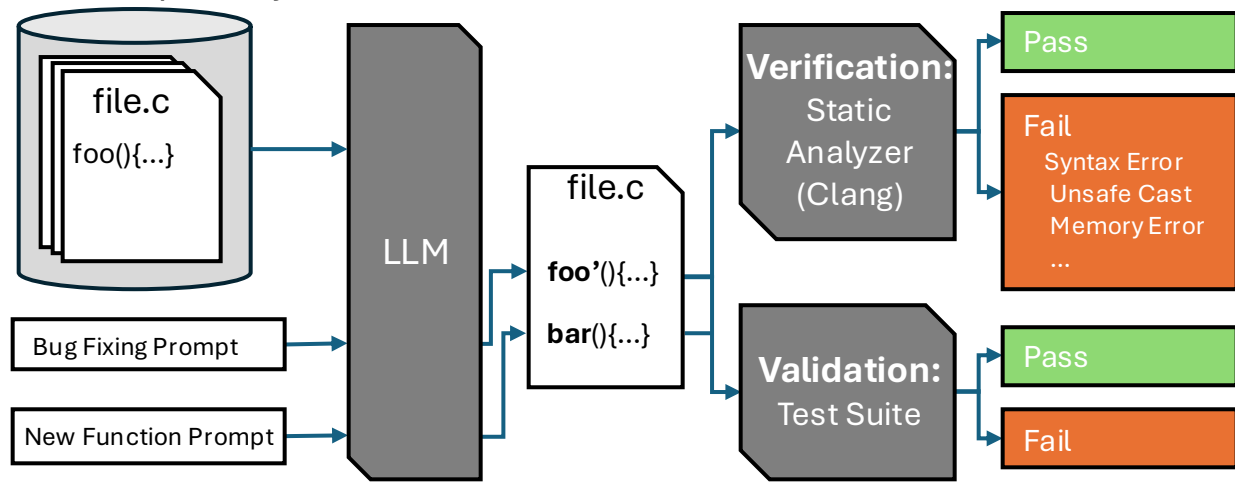 file.c
foo(){...}
Bug Fixing Prompt
New Function Prompt
LLM
file.c
foo’(){...}
bar(){...}
Verification:
Static
Analyzer
(Clang)
Validation:
Test Suite
Pass
Fail
Syntax Error
Unsafe Cast
Memory Error
...
Pass
Fail